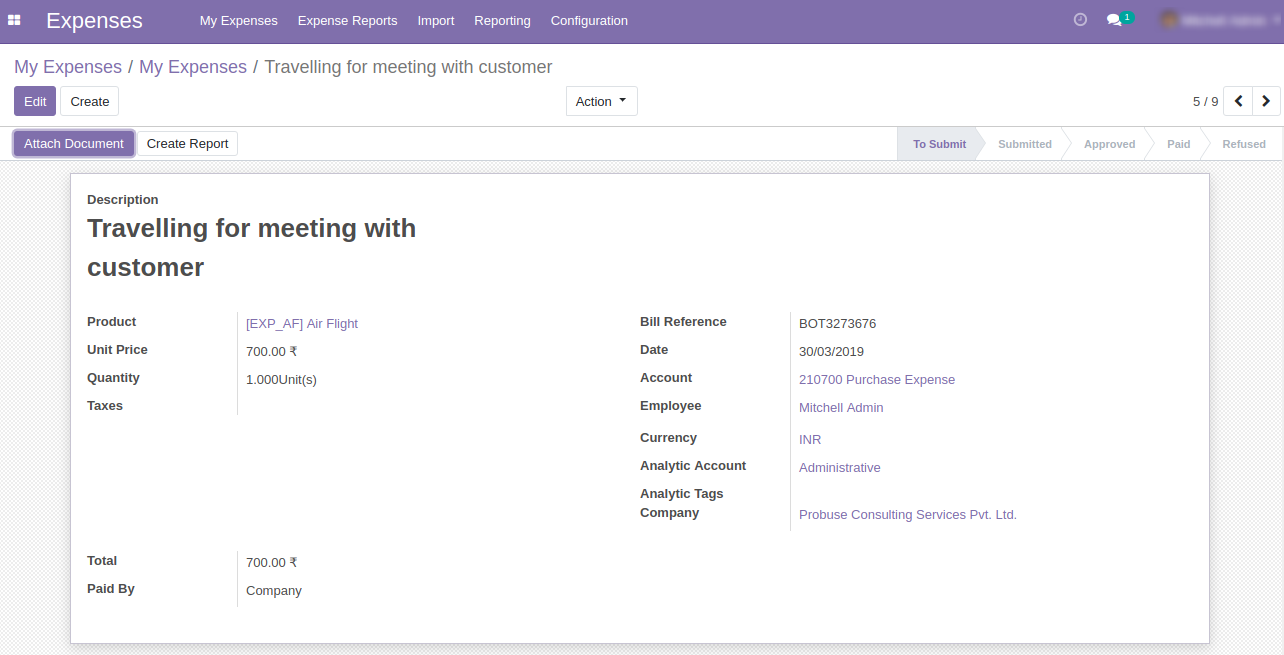 Expenses My Expenses Expense Reports Import Reporting Configuration 1
My Expenses / My Expenses / Travelling for meeting with customer
Edit Create Action 5 / 9
Attach Document Create Report To Submit Submitted Approved Paid Refused
Description
Travelling for meeting with
customer
Product [EXP_AF] Air Flight
Unit Price 700.00 ₹
Quantity 1.000Unit(s)
Taxes
Bill Reference BOT3273676
Date 30/03/2019
Account 210700 Purchase Expense
Employee Mitchell Admin
Currency INR
Analytic Account Administrative
Analytic Tags
Company Probuse Consulting Services Pvt. Ltd.
Total 700.00 ₹
Paid By Company